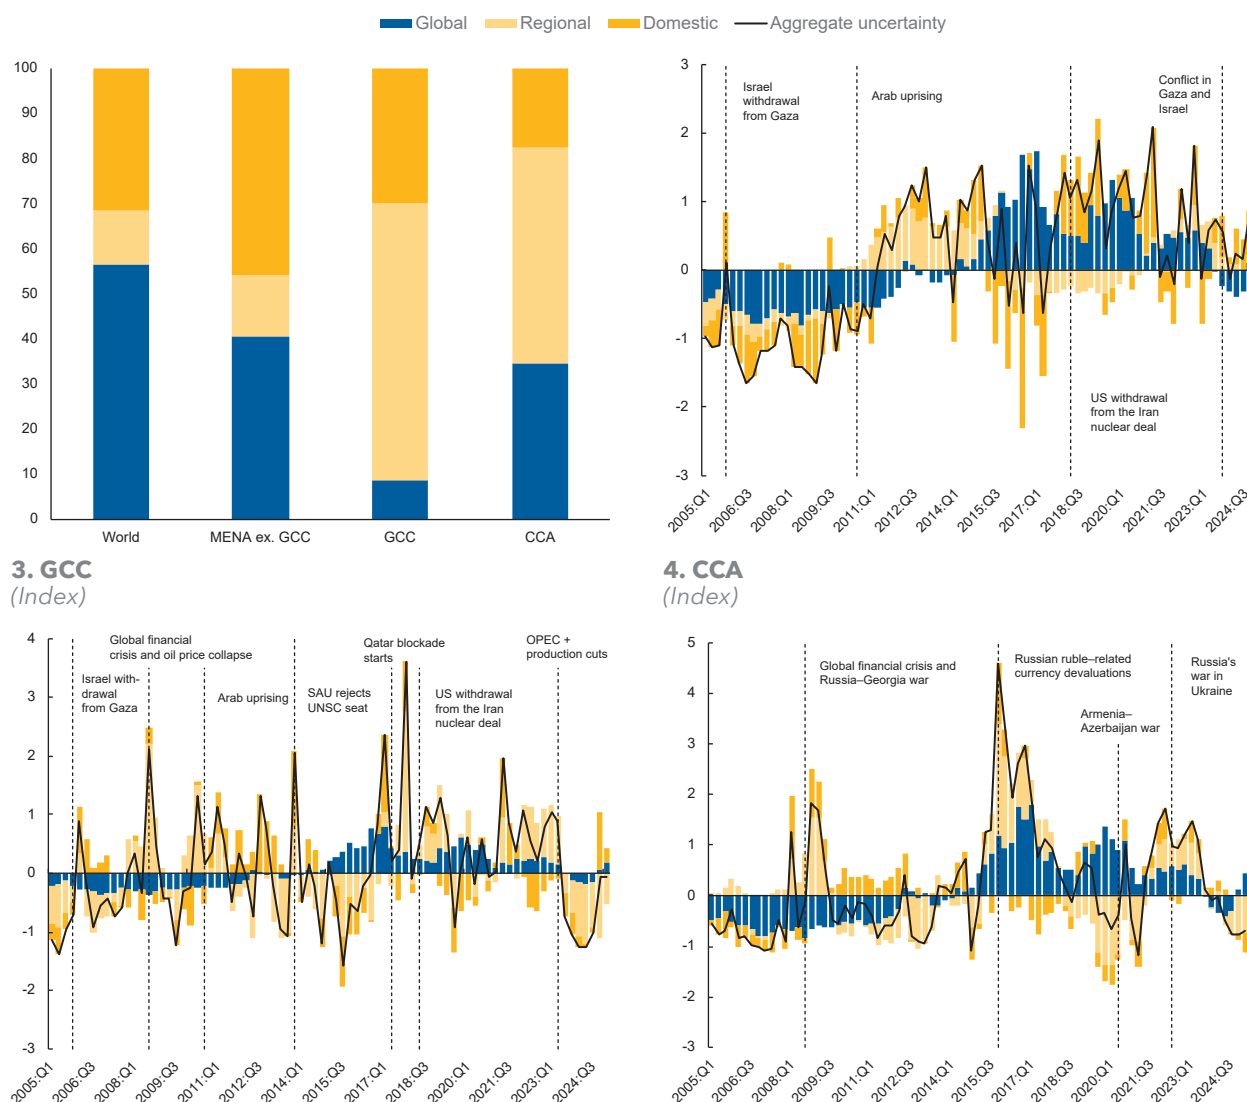 Global Regional Domestic Aggregate uncertainty
100
90
80
70
60
50
40
30
20
10
0
World MENA ex. GCC GCC CCA
3
2
1
0
-1
-2
-3
Israel
withdrawal
from Gaza
Arab uprising
Conflict in
Gaza and
Israel
US withdrawal
from the Iran
nuclear deal
2005:Q1 2006:Q3 2008:Q1 2009:Q3 2011:Q1 2012:Q3 2014:Q1 2015:Q3 2017:Q1 2018:Q3 2020:Q1 2021:Q3 2023:Q1 2024:Q3
3. GCC
(Index)
4
3
2
1
0
-1
-2
-3
Global financial
crisis and oil price collapse
Israel with-
drawal
from Gaza
Arab uprising
SAU rejects
UNSC seat
Qatar blockade
starts
US withdrawal
from the Iran
nuclear deal
OPEC +
production cuts
2005:Q1 2006:Q3 2008:Q1 2009:Q3 2011:Q1 2012:Q3 2014:Q1 2015:Q3 2017:Q1 2018:Q3 2020:Q1 2021:Q3 2023:Q1 2024:Q3
4. CCA
(Index)
5
4
3
2
1
0
-1
-2
-3
Global financial crisis and
Russia–Georgia war
Russian ruble–related
currency devaluations
Armenia–
Azerbaijan war
Russia's
war in
Ukraine
2005:Q1 2006:Q3 2008:Q1 2009:Q3 2011:Q1 2012:Q3 2014:Q1 2015:Q3 2017:Q1 2018:Q3 2020:Q1 2021:Q3 2023:Q1 2024:Q3